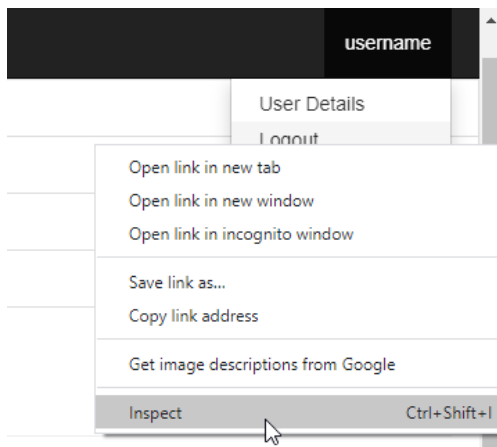 username
User Details
Logout
Open link in new tab
Open link in new window
Open link in incognito window
Save link as...
Copy link address
Get image descriptions from Google
Inspect Ctrl+Shift+I